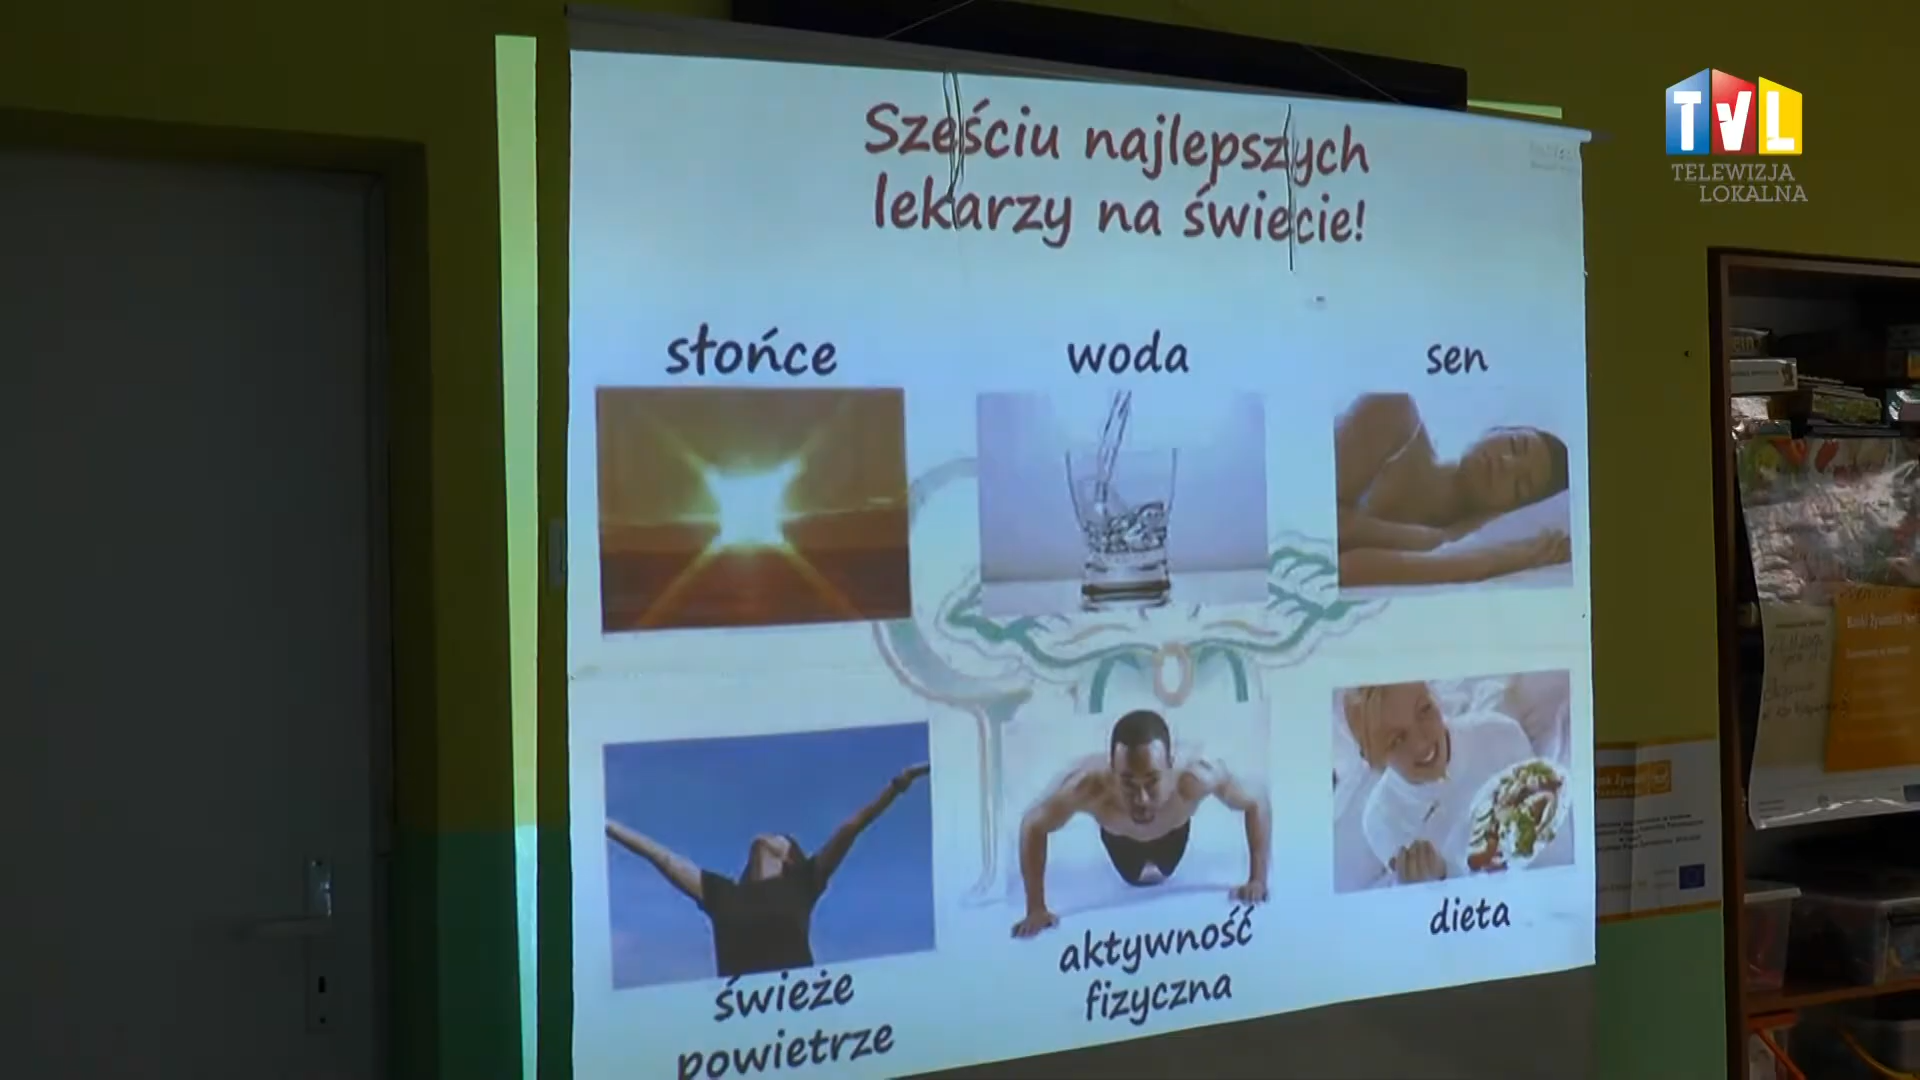 Sześciu najlepszych
lekarzy na świecie!
słońce
woda
sen
świeże
powietrze
aktywność
fizyczna
dieta
TVL
TELEWIZJA
LOKALNA